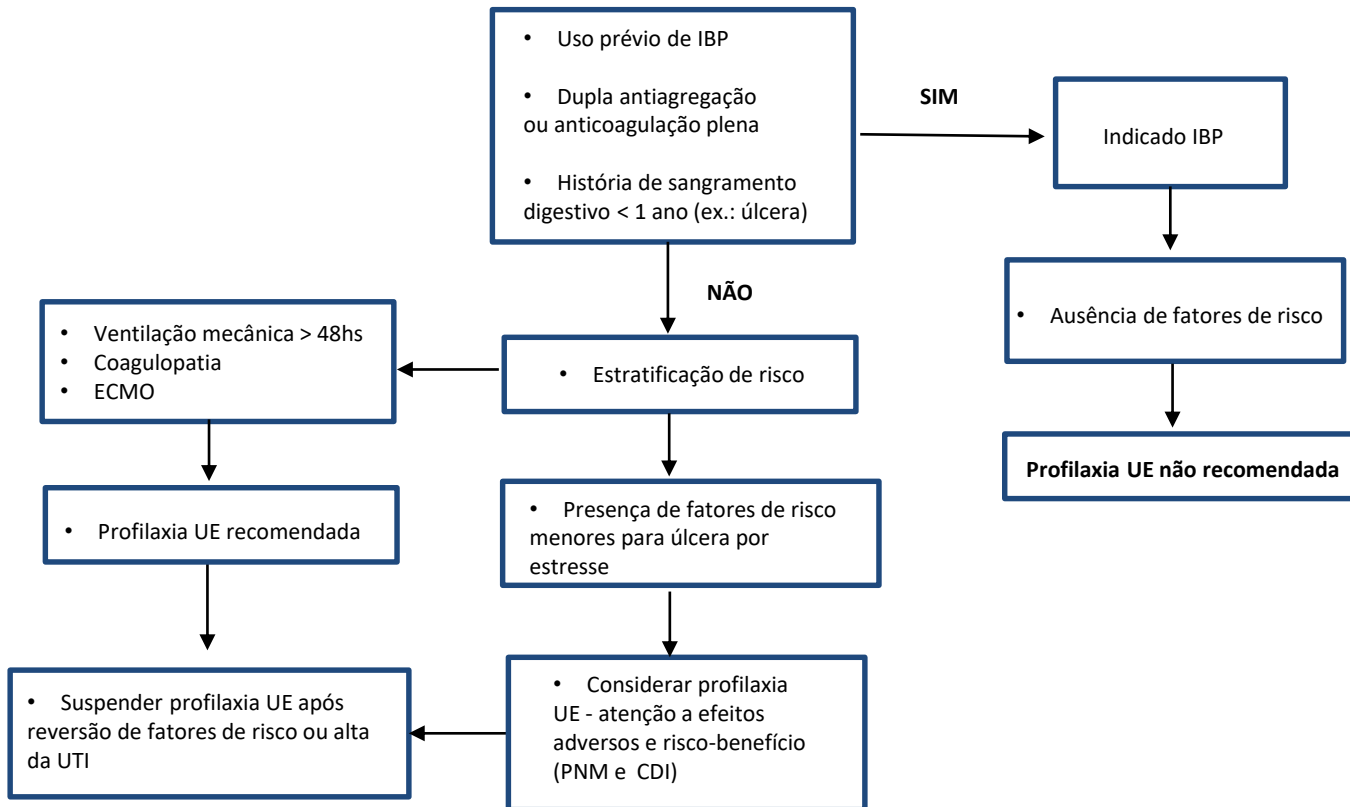 • Uso prévio de IBP
• Dupla antiagregação
ou anticoagulação plena
• História de sangramento
digestivo < 1 ano (ex.: úlcera)
SIM
Indicado IBP
• Ausência de fatores de risco
Profilaxia UE não recomendada
NÃO
• Estratificação de risco
• Ventilação mecânica > 48hs
• Coagulopatia
• ECMO
• Profilaxia UE recomendada
• Presença de fatores de risco
menores para úlcera por
estresse
• Considerar profilaxia
UE - atenção a efeitos
adversos e risco-benefício
(PNM e CDI)
• Suspender profilaxia UE após
reversão de fatores de risco ou alta
da UTI